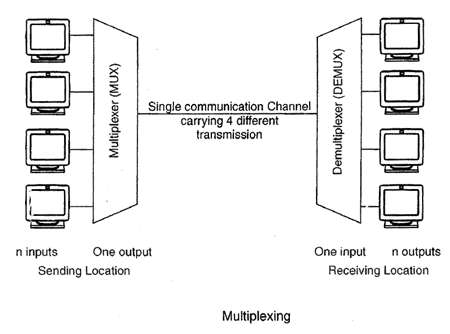 Multiplexer (MUX)
Single communication Channel
carrying 4 different
transmission
Demultiplexer (DEMUX)
n inputs
One output
One input
n outputs
Sending Location
Receiving Location
Multiplexing